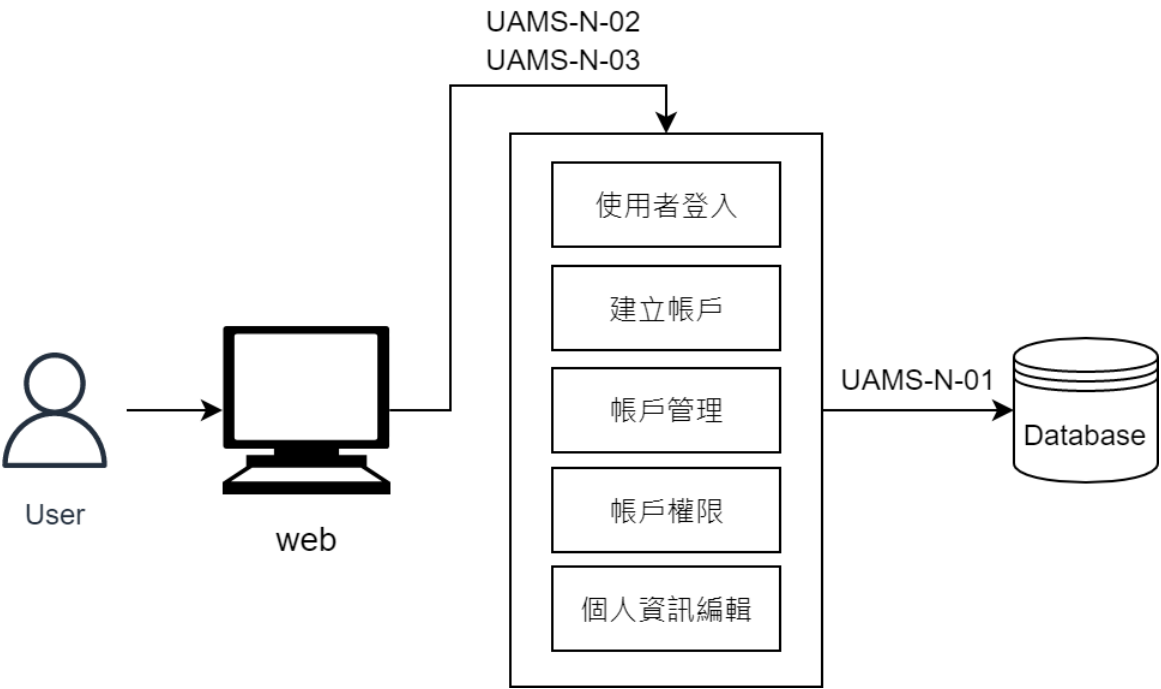 UAMS-N-02
UAMS-N-03
使用者登入
建立帳戶
帳戶管理
帳戶權限
個人資訊編輯
UAMS-N-01
Database
User
web